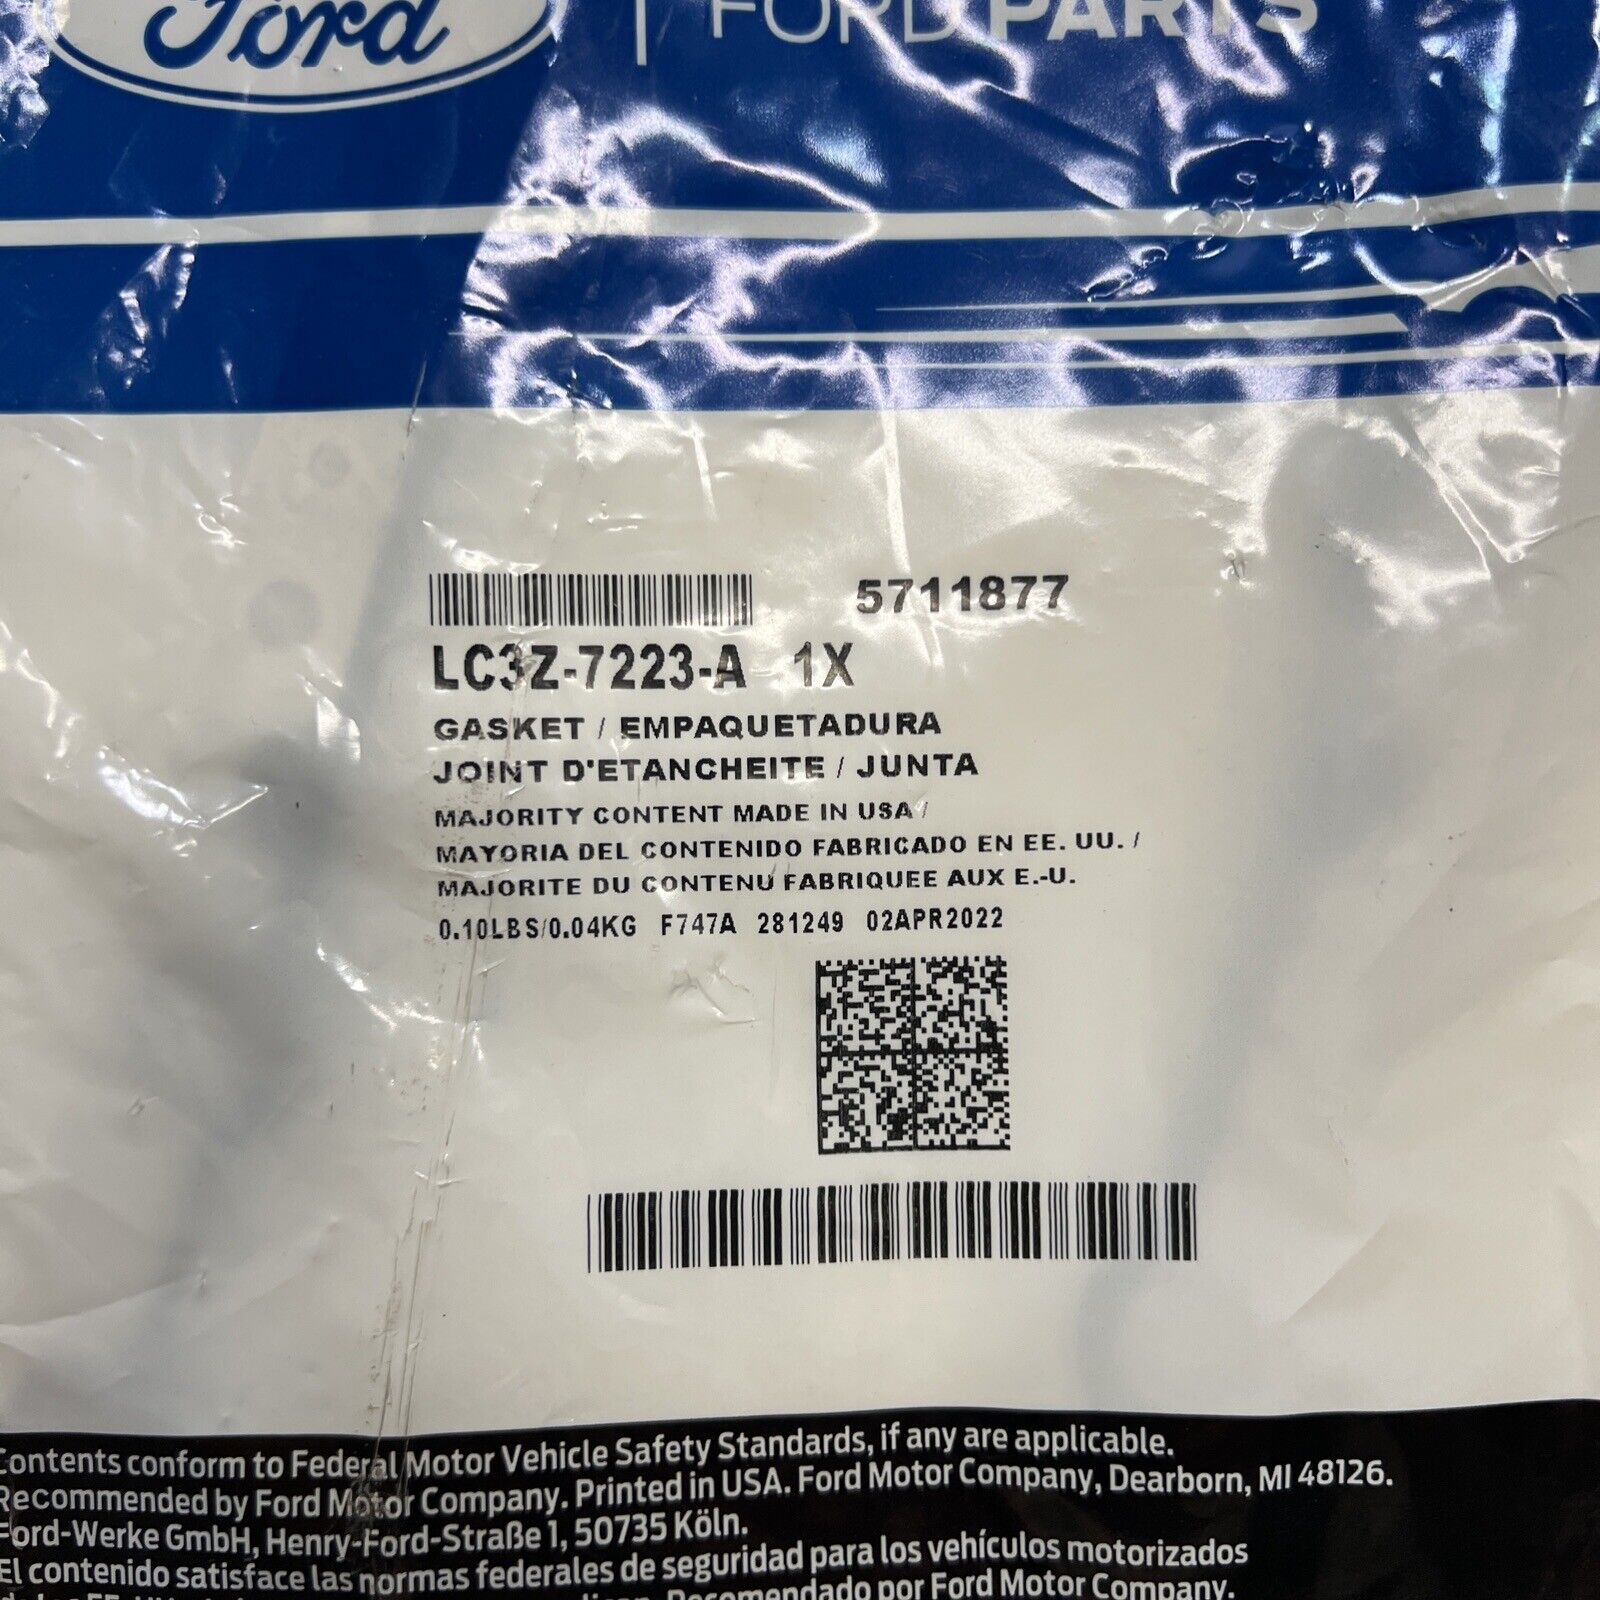 Ford | FORD PARTS
5711877
LC3Z-7223-A 1X
GASKET / EMPAQUETADURA
JOINT D'ETANCHEITE / JUNTA
MAJORITY CONTENT MADE IN USA /
MAYORIA DEL CONTENIDO FABRICADO EN EE. UU. /
MAJORITE DU CONTENU FABRIQUEE AUX E.-U.
0.10LBS/0.04KG F747A 281249 02APR2022
Contents conform to Federal Motor Vehicle Safety Standards, if any are applicable.
Recommended by Ford Motor Company. Printed in USA. Ford Motor Company, Dearborn, MI 48126.
Ford-Werke GmbH, Henry-Ford-Straße 1, 50735 Köln.
El contenido satisface las normas federales de seguridad para los vehículos motorizados
Recomendado por Ford Motor Company.